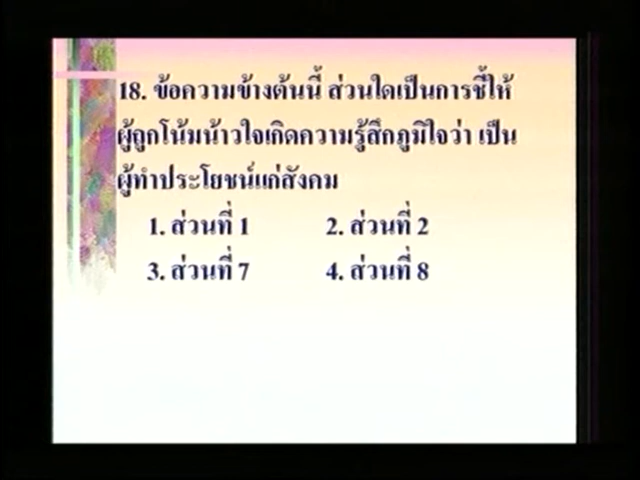 18. ข้อความข้างต้นนี้ ส่วนใดเป็นการชี้ให้
ผู้ถูกโน้มน้าวใจเกิดความรู้สึกภูมิใจว่า เป็น
ผู้ทำประโยชน์แก่สังคม
1. ส่วนที่ 1 2. ส่วนที่ 2
3. ส่วนที่ 7 4. ส่วนที่ 8